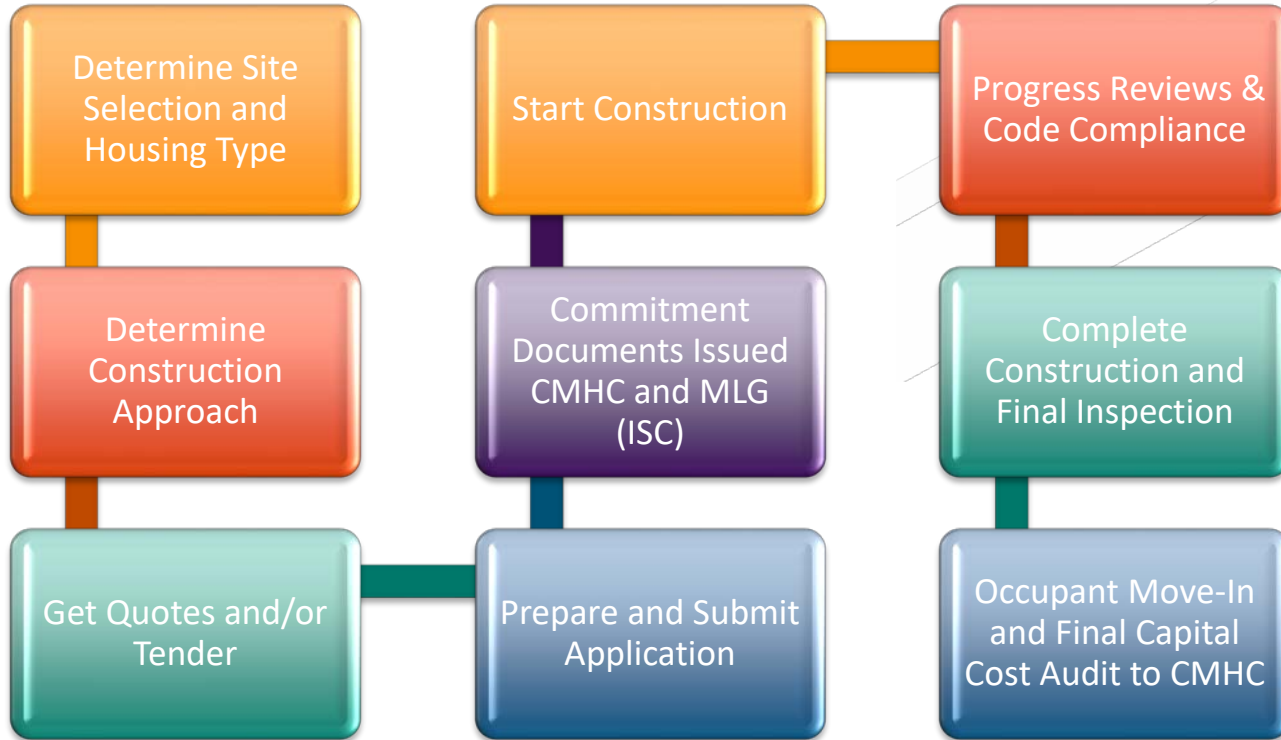 Determine Site
Selection and
Housing Type
Determine
Construction
Approach
Get Quotes and/or
Tender
Prepare and Submit
Application
Commitment
Documents Issued
CMHC and MLG
(ISC)
Start Construction
Progress Reviews &
Code Compliance
Complete
Construction and
Final Inspection
Occupant Move-In
and Final Capital
Cost Audit to CMHC